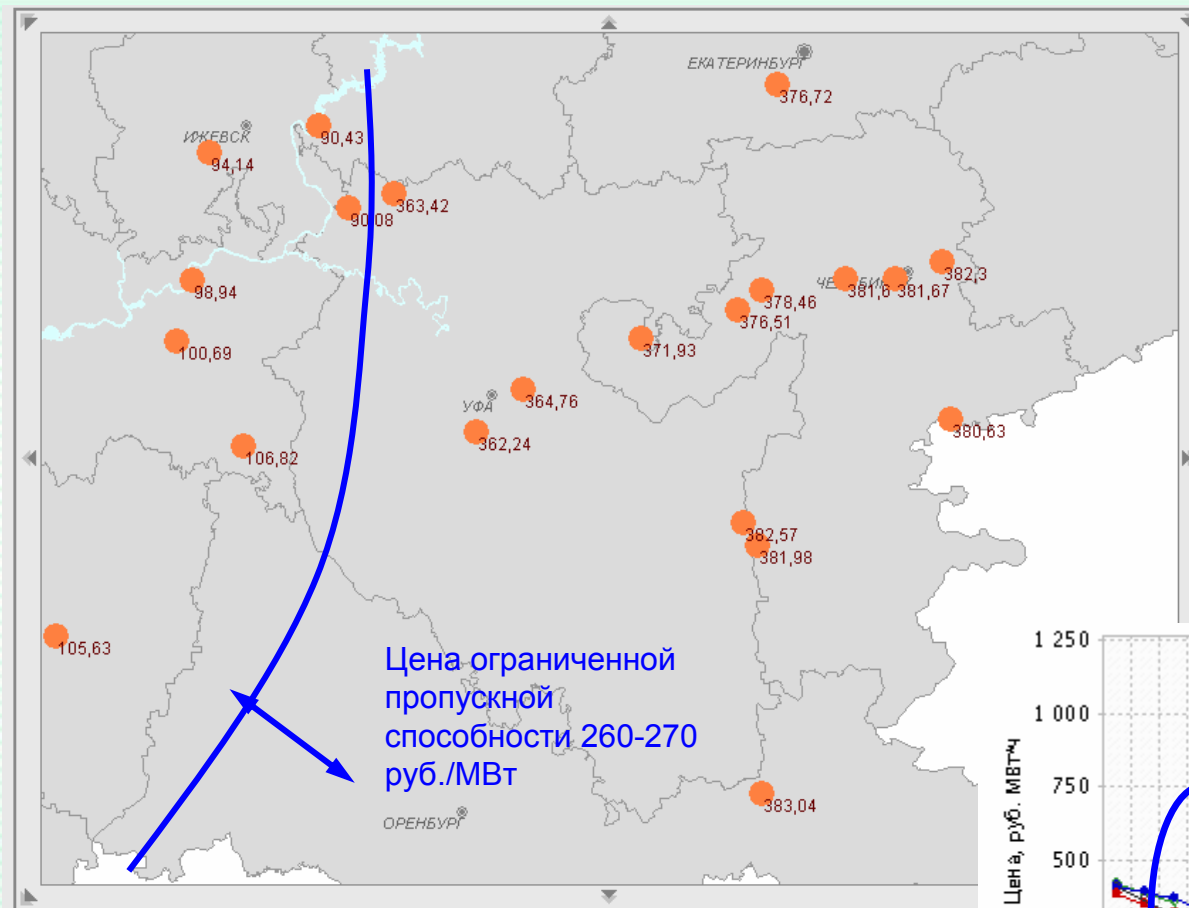 ЕКАТЕРИНБУРГ
376,72
ИЖЕВСК
90,43
94,14
363,42
90,08
98,94
382,3
381,6
381,67
378,46
376,51
100,69
371,93
364,76
УФА
362,24
380,63
106,82
382,57
381,98
105,63
Цена ограниченной
пропускной
способности 260-270
руб./МВт
383,04
ОРЕНБУРГ
Цена, руб. МВт*ч
1 250
1 000
750
500